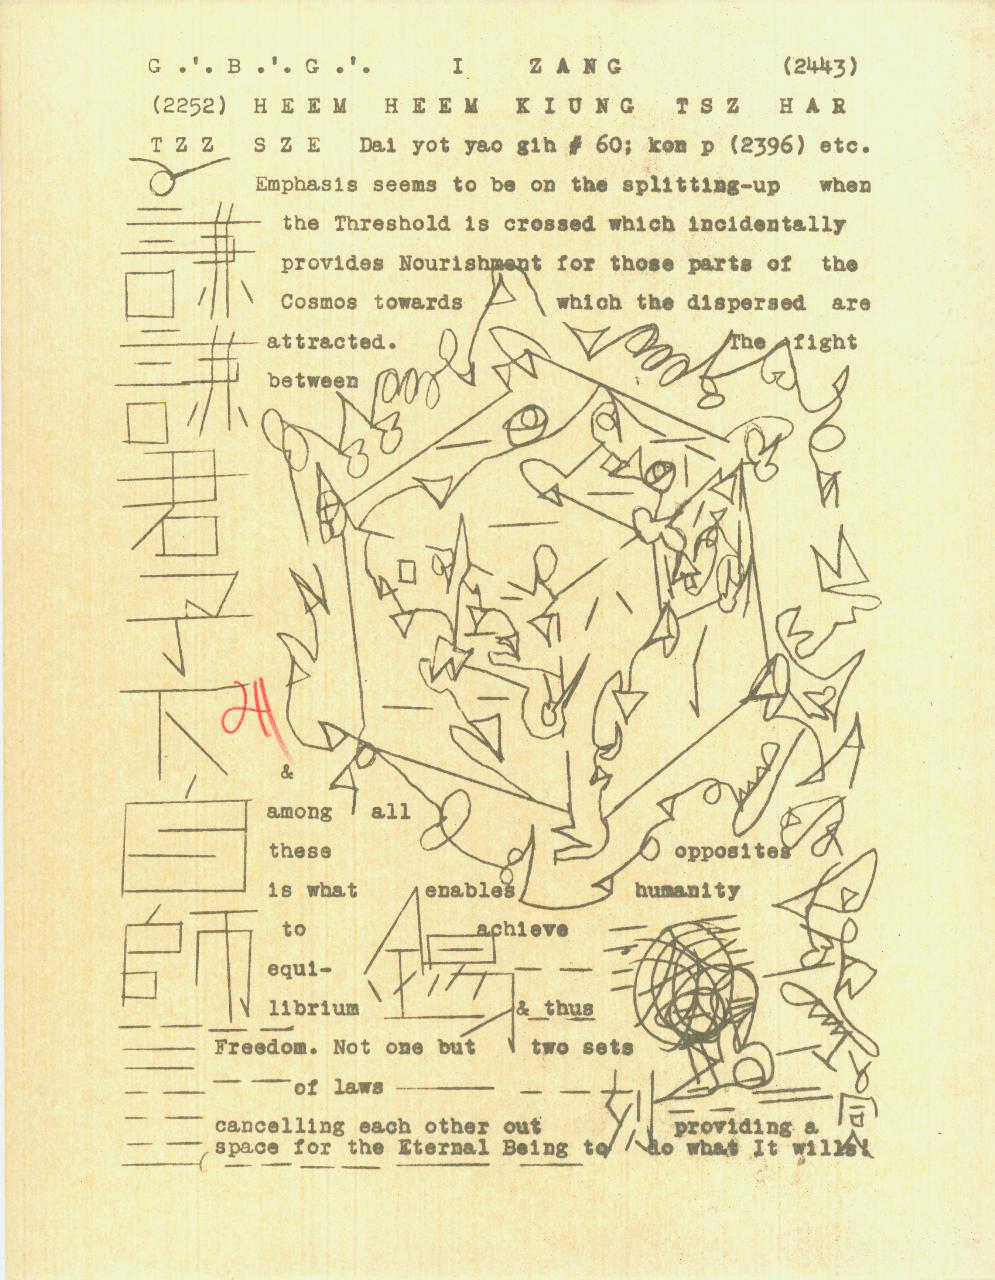 G .'. B .'. G .'. I ZANG (2443)
(2252) HEEM HEEM KIUNG TSZ HAR
TZZ SZE Dai yot yao gih # 60; kon p (2396) etc.
Emphasis seems to be on the splitting-up when
the Threshold is crossed which incidentally
provides Nourishment for those parts of the
Cosmos towards which the dispersed are
attracted. The fight
between
謙
謙
君
子
下
自
師
&
among all
these opposites
is what enables humanity
to achieve
equi-
librium & thus
Freedom. Not one but two sets
of laws
cancelling each other out providing a
space for the Eternal Being to do what It wills!